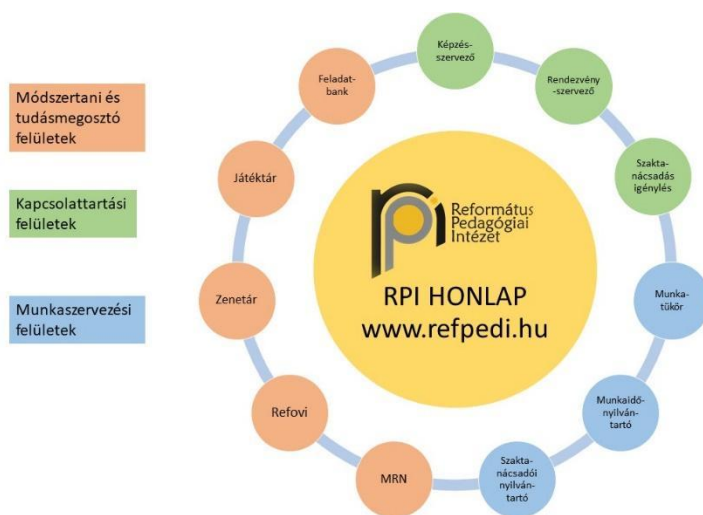 Módszertani és
tudásmegosztó
felületek
Kapcsolattartási
felületek
Munkaszervezési
felületek
Képzés-
szervező
Rendezvény
-szervező
Szakta-
nácsadás
igénylés
Munka-
tükör
Munkaidő-
nyilván-
tartó
Szakta-
nácsadói
nyilván-
tartó
MRN
Refovi
Zenetár
Játéktár
Feladat-
bank
rpi
Református
Pedagógiai
Intézet
RPI HONLAP
www.refpedi.hu